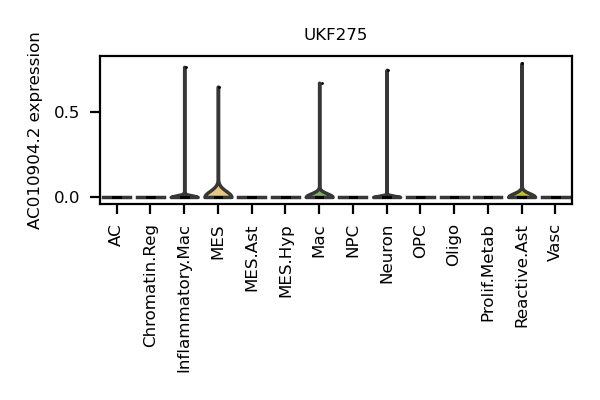 UKF275
AC010904.2 expression
0.5
0.0
AC
Chromatin.Reg
Inflammatory.Mac
MES
MES.Ast
MES.Hyp
Mac
NPC
Neuron
OPC
Oligo
Prolif.Metab
Reactive.Ast
Vasc